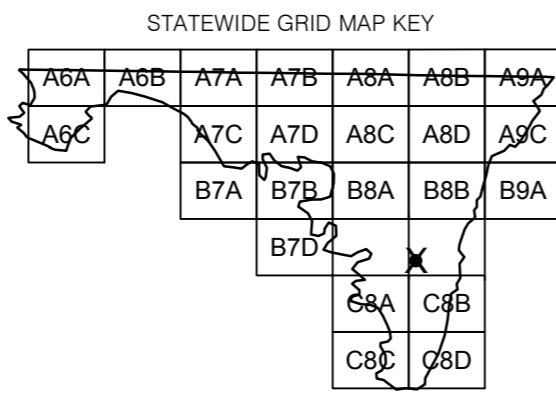 STATEWIDE GRID MAP KEY
A6A A6B A7A A7B A8A A8B A9A
A6C A7C A7D A8C A8D A9C
B7A B7B B8A B8B B9A
B7D X
C8A C8B
C8C C8D